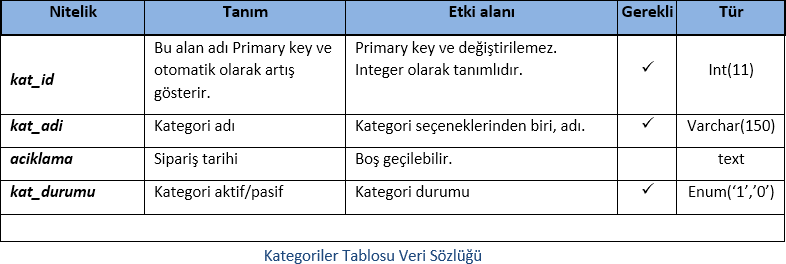 Nitelik Tanım Etki alanı Gerekli Tür
kat_id Bu alan adı Primary key ve otomatik olarak artış gösterir. Primary key ve değiştirilemez. Integer olarak tanımlıdır. ✓ Int(11)
kat_adi Kategori adı Kategori seçeneklerinden biri, adı. ✓ Varchar(150)
aciklama Sipariş tarihi Boş geçilebilir. text
kat_durumu Kategori aktif/pasif Kategori durumu ✓ Enum(‘1’,’0’)
Kategoriler Tablosu Veri Sözlüğü